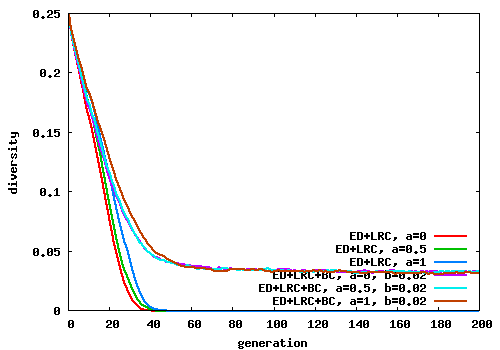 0.25
0.2
0.15
0.1
0.05
0
diversity
0 20 40 60 80 100 120 140 160 180 200
generation
ED+LRC, a=0
ED+LRC, a=0.5
ED+LRC, a=1
ED+LRC+BC, a=0, b=0.02
ED+LRC+BC, a=0.5, b=0.02
ED+LRC+BC, a=1, b=0.02